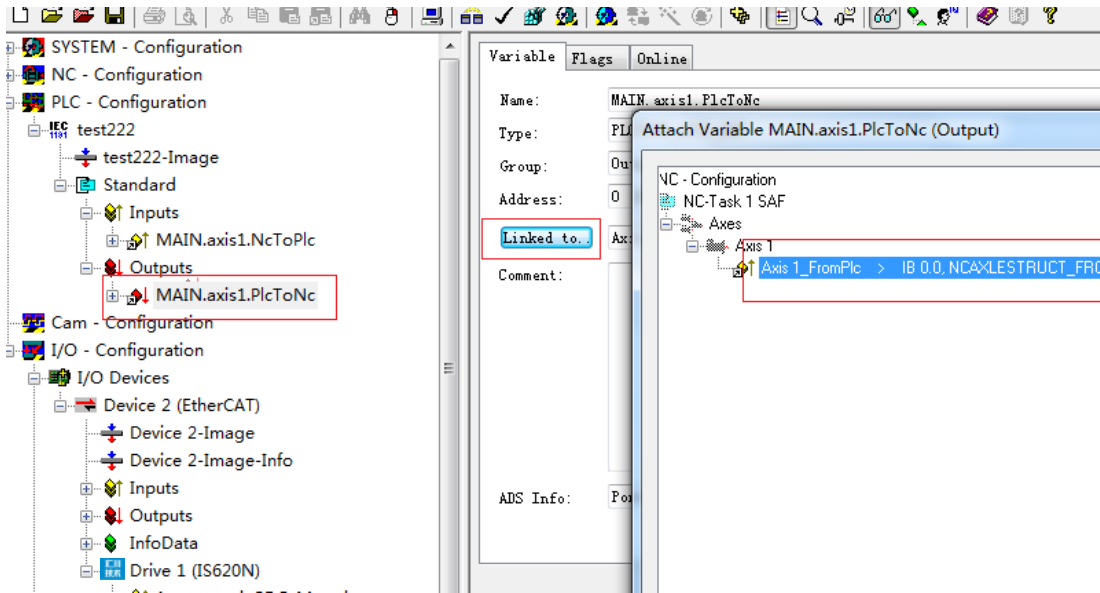 SYSTEM - Configuration
NC - Configuration
PLC - Configuration
IEC
1131
test222
test222-Image
Standard
Inputs
MAIN.axis1.NcToPlc
Outputs
MAIN.axis1.PlcToNc
Cam - Configuration
I/O - Configuration
I/O Devices
Device 2 (EtherCAT)
Device 2-Image
Device 2-Image-Info
Inputs
Outputs
InfoData
Drive 1 (IS620N)
Variable Flags Online
Name: MAIN.axis1.PlcToNc
Type:
Group:
Address: 0
Linked to..
Comment:
ADS Info:
Attach Variable MAIN.axis1.PlcToNc (Output)
NC - Configuration
NC-Task 1 SAF
Axes
Axis 1
Axis 1_FromPlc > IB 0.0, NCAXLESTRUCT_FRO